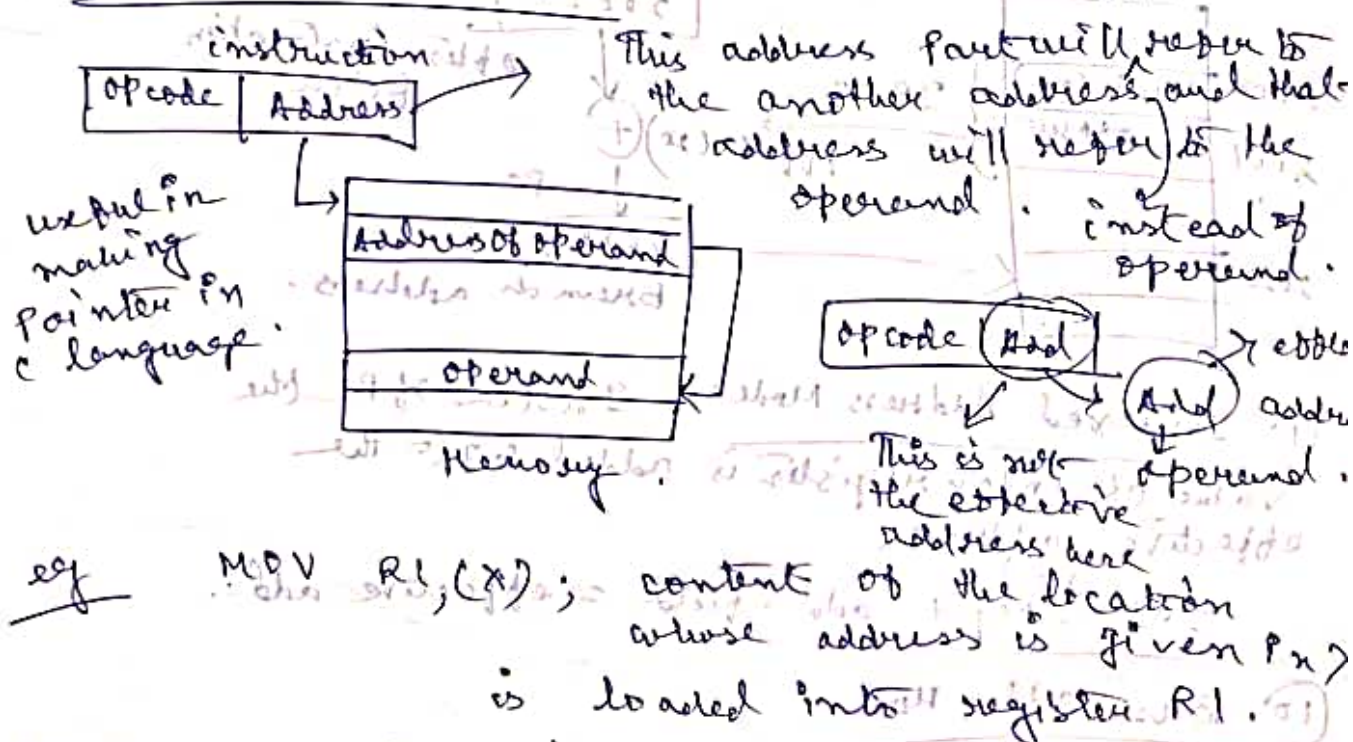 instruction
opcode | Address
This address Part will refer to
the another address and that
address will refer to the
operand. instead of
operand.
useful in
making
Pointer in
c language.
Address Of Operand
Operand
Memory.
opcode | Add
Add
addre
operand.
This is not
the effective
address here
eg MOV R1,(X); content of the location
whose address is given in X
is loaded into register R1.